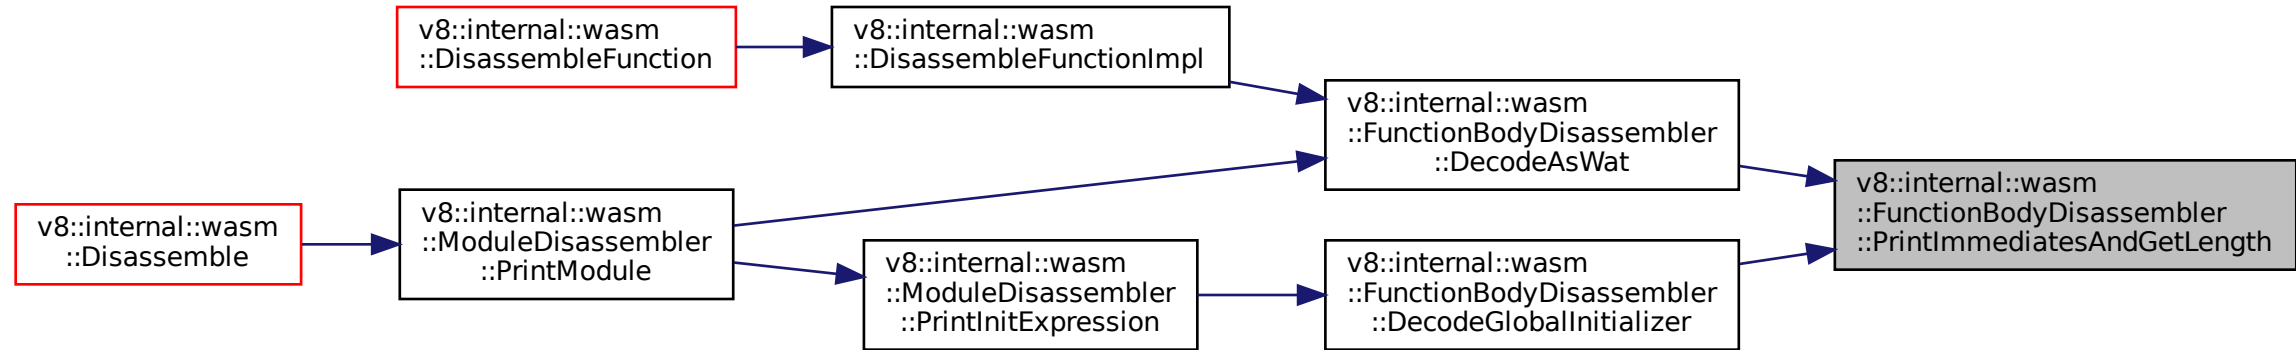 v8::internal::wasm
::DisassembleFunction
v8::internal::wasm
::DisassembleFunctionImpl
v8::internal::wasm
::FunctionBodyDisassembler
::DecodeAsWat
v8::internal::wasm
::FunctionBodyDisassembler
::PrintImmediatesAndGetLength
v8::internal::wasm
::Disassemble
v8::internal::wasm
::ModuleDisassembler
::PrintModule
v8::internal::wasm
::ModuleDisassembler
::PrintInitExpression
v8::internal::wasm
::FunctionBodyDisassembler
::DecodeGlobalInitializer